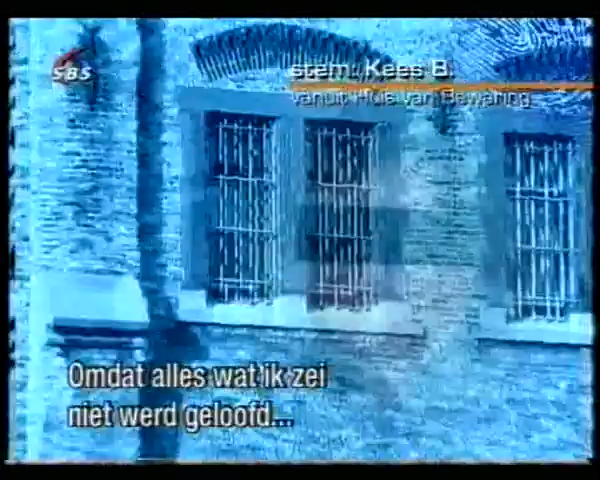 SBS
stem: Kees B.
vanuit Huis van Bewaring
Omdat alles wat ik zei
niet werd geloofd...